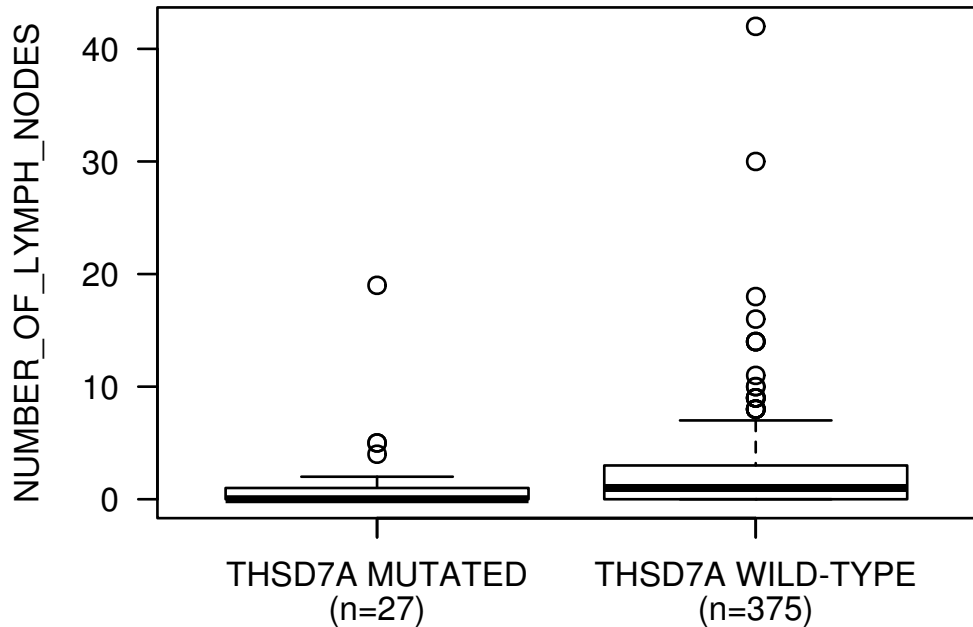 NUMBER_OF_LYMPH_NODES
40
30
20
10
0
THSD7A MUTATED
(n=27)
THSD7A WILD-TYPE
(n=375)